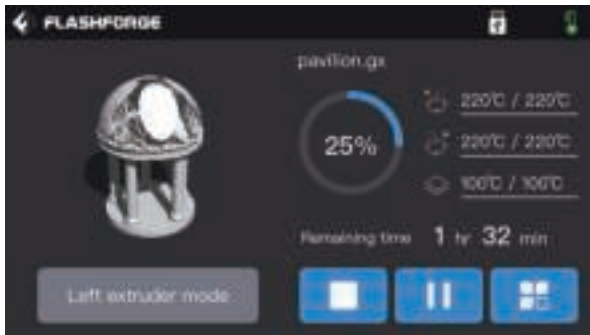 FLASHFORGE
pavilion.gx
25%
220℃ / 220℃
220℃ / 220℃
100℃ / 100℃
Remaining time 1 hr 32 min
Left extruder mode